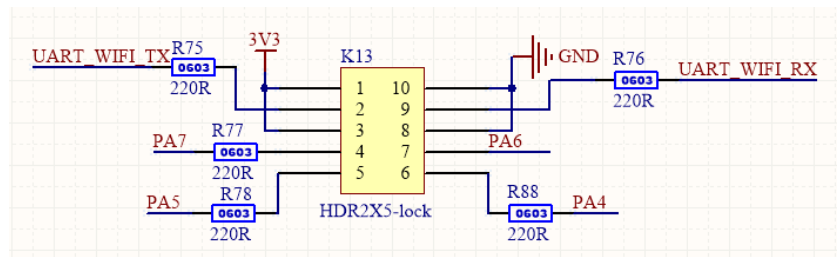 UART_WIFI_TX
R75
0603
220R
3V3
K13
GND
R76
0603
220R
UART_WIFI_RX
1 10
2 9
3 8
4 7
5 6
PA7
R77
0603
220R
PA6
PA5
R78
0603
220R
HDR2X5-lock
R88
0603
220R
PA4